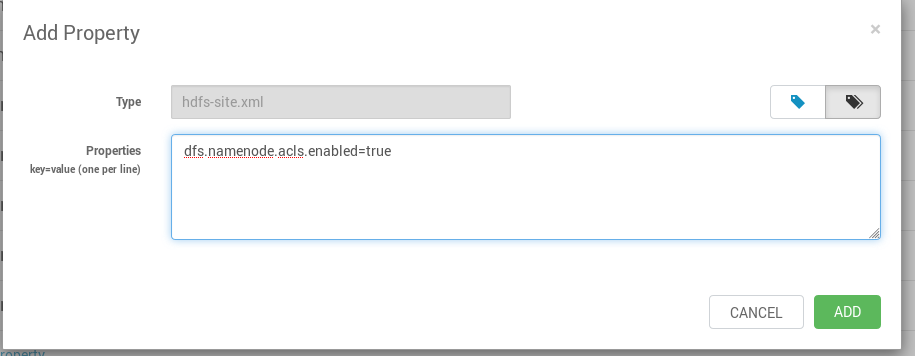 Add Property
×
Type
hdfs-site.xml
Properties
key=value (one per line)
dfs.namenode.acls.enabled=true
CANCEL
ADD
roperty